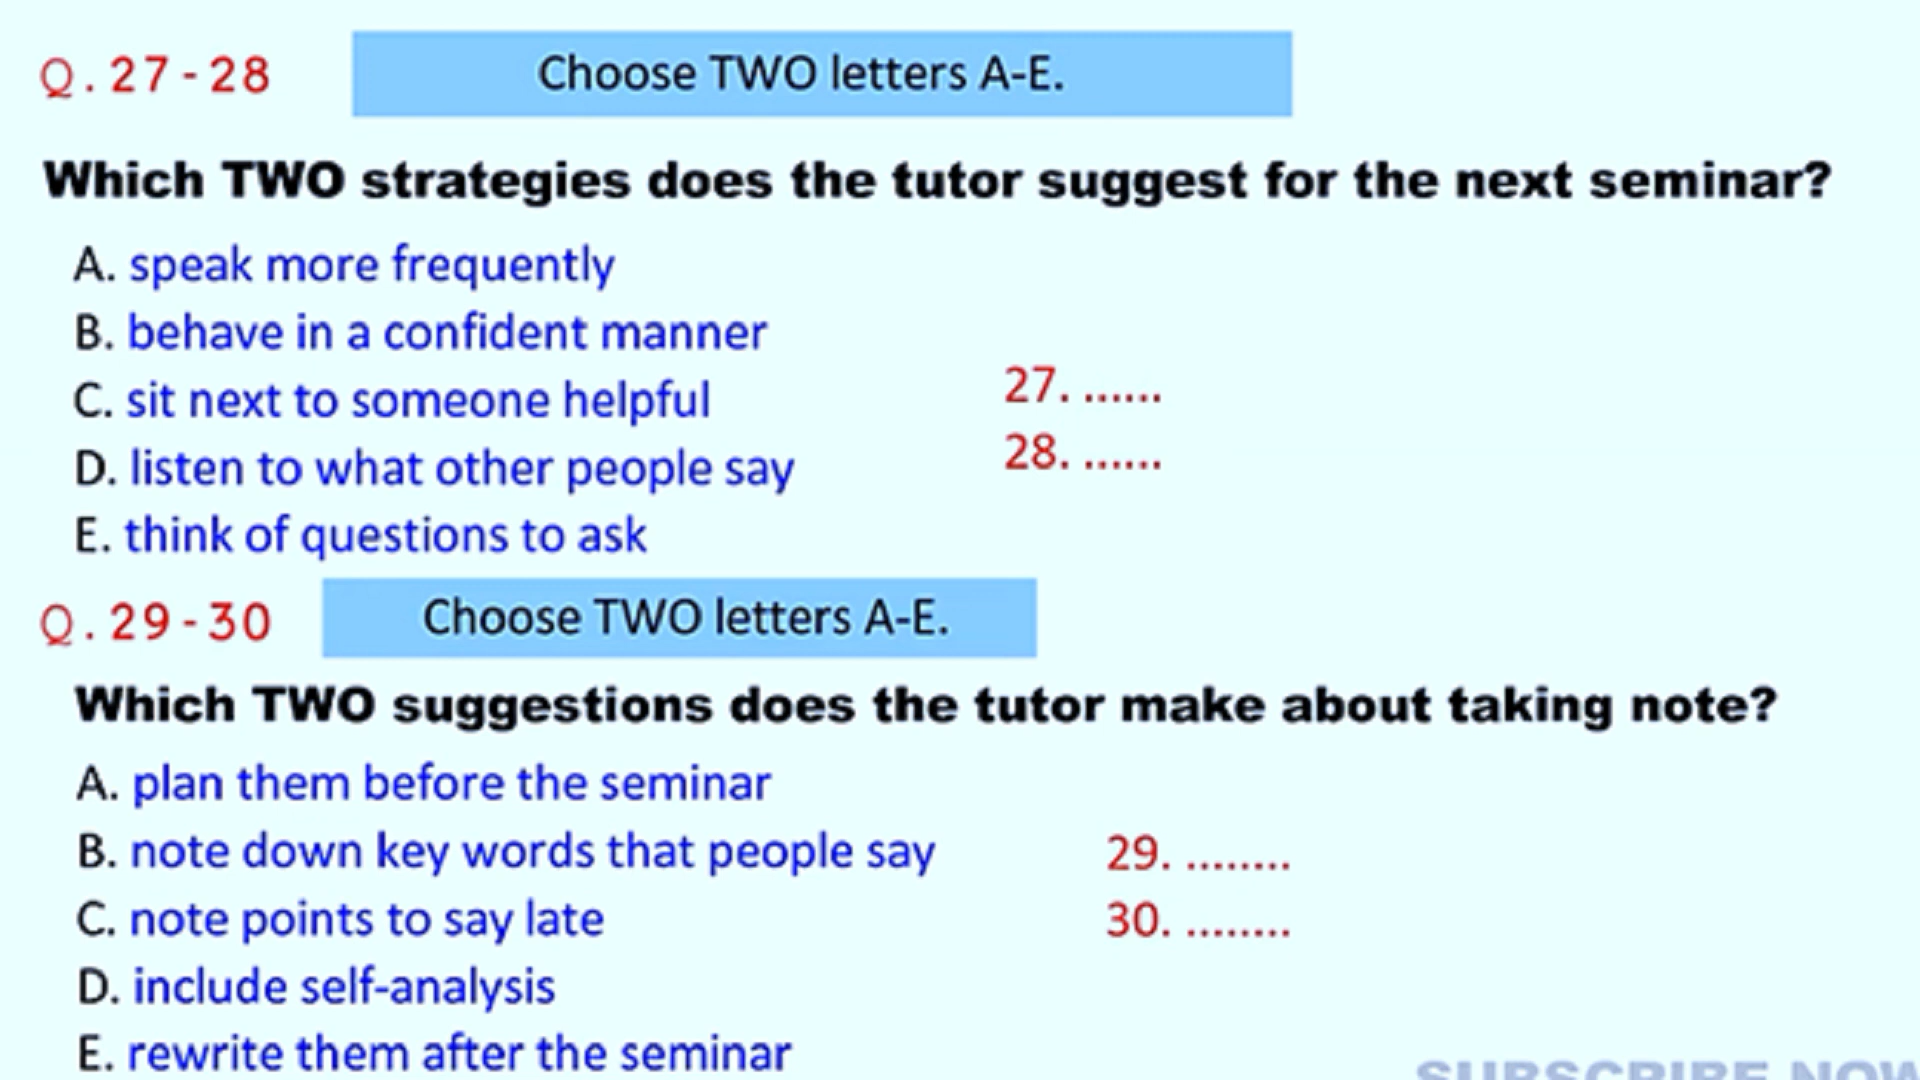 Q.27-28
Choose TWO letters A-E.
Which TWO strategies does the tutor suggest for the next seminar?
A. speak more frequently
B. behave in a confident manner
C. sit next to someone helpful
D. listen to what other people say
E. think of questions to ask
27. ......
28. ......
Q.29-30
Choose TWO letters A-E.
Which TWO suggestions does the tutor make about taking note?
A. plan them before the seminar
B. note down key words that people say
C. note points to say late
D. include self-analysis
E. rewrite them after the seminar
29. ........
30. ........
SUBSCRIBE NOW